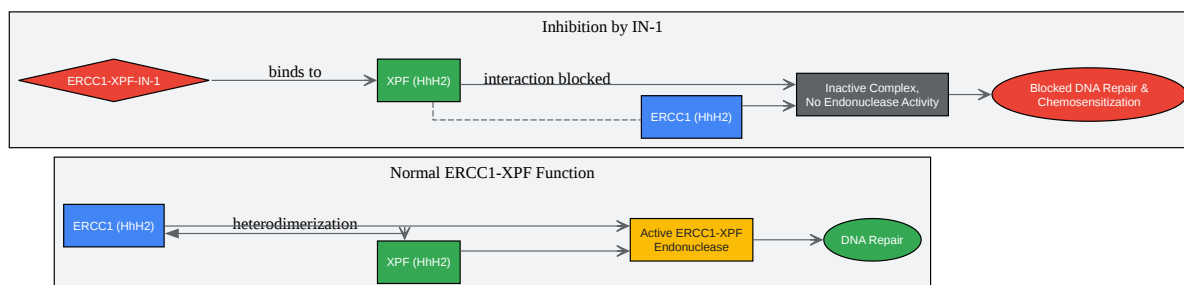 Inhibition by IN-1
ERCC1-XPF-IN-1
binds to
XPF (HhH2)
interaction blocked
ERCC1 (HhH2)
Inactive Complex,
No Endonuclease Activity
Blocked DNA Repair &
Chemosensitization
Normal ERCC1-XPF Function
ERCC1 (HhH2)
heterodimerization
XPF (HhH2)
Active ERCC1-XPF
Endonuclease
DNA Repair